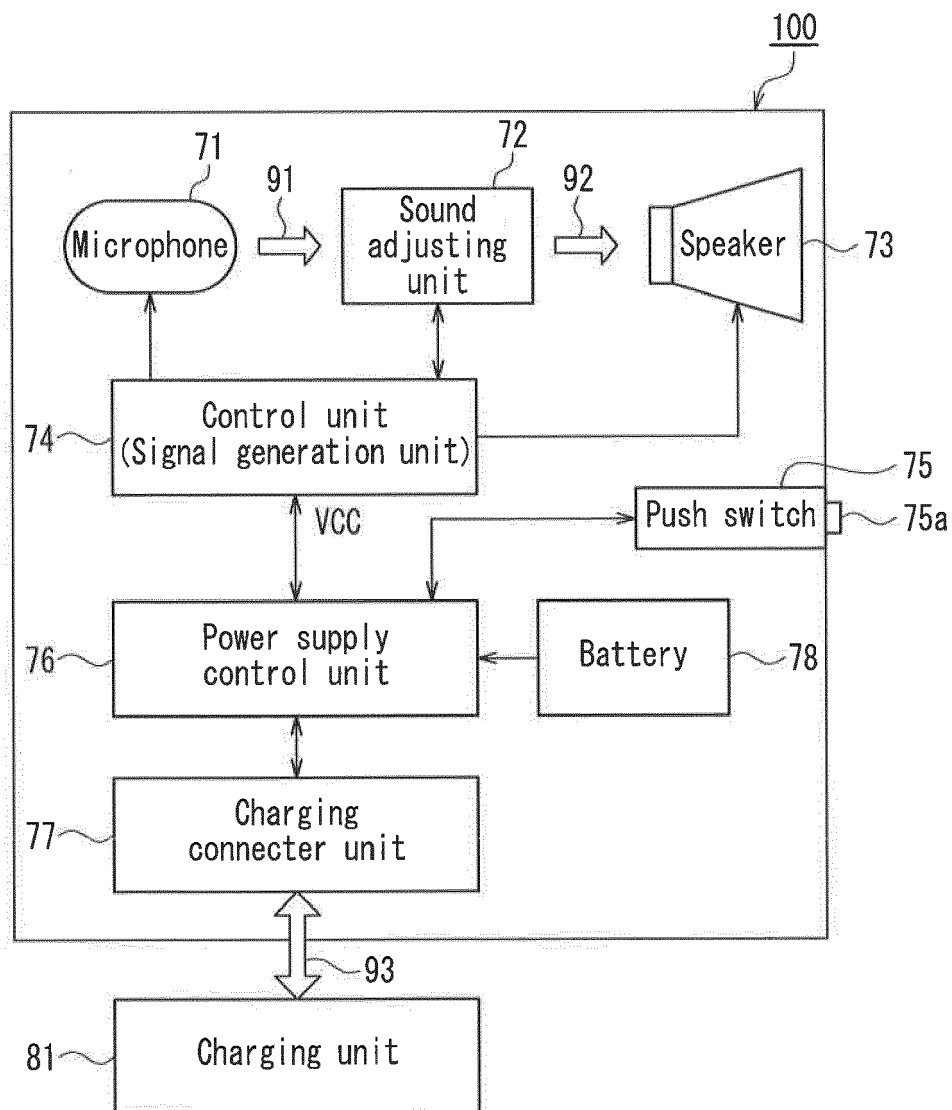 100
71
91
72
92
Microphone
Sound
adjusting
unit
Speaker
73
74
Control unit
(Signal generation unit)
75
VCC
Push switch
75a
76
Power supply
control unit
Battery
78
77
Charging
connecter unit
93
81
Charging unit